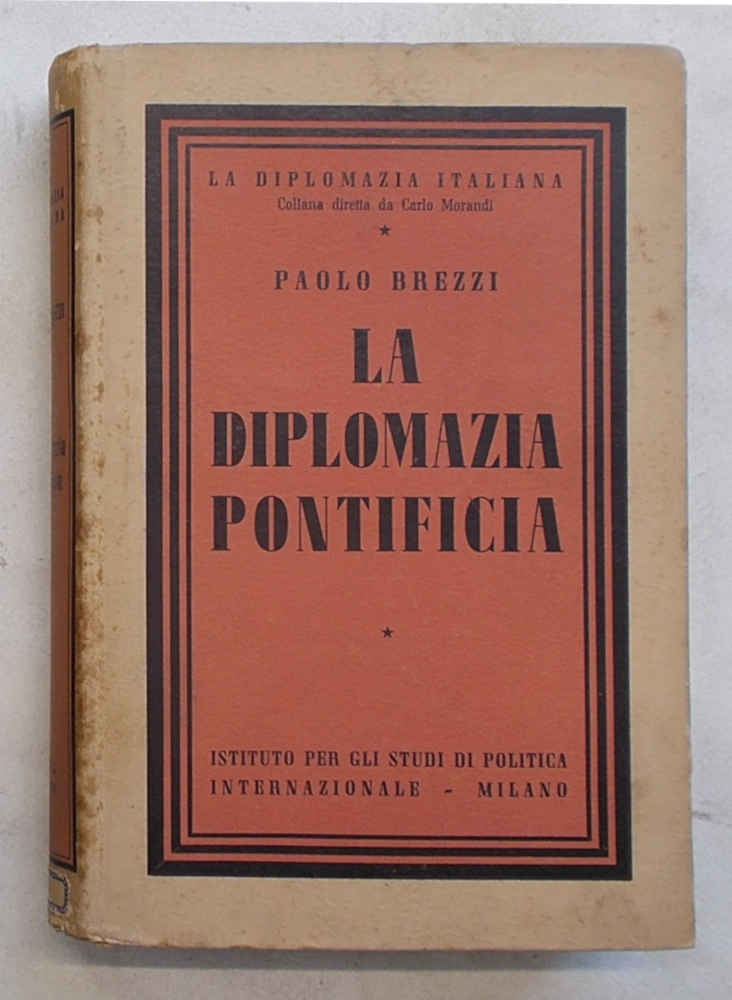 LA DIPLOMAZIA ITALIANA
Collana diretta da Carlo Morandi
PAOLO BREZZI
LA
DIPLOMAZIA
PONTIFICIA
ISTITUTO PER GLI STUDI DI POLITICA
INTERNAZIONALE - MILANO